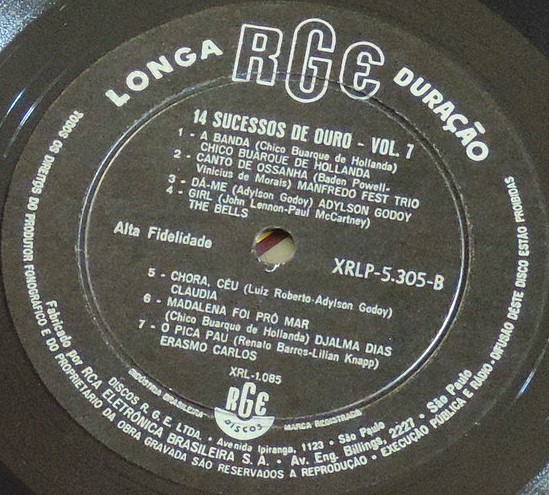 LONGA RGE DURAÇÃO
14 SUCESSOS DE OURO - VOL. 7
1 - A BANDA (Chico Buarque de Hollanda)
CHICO BUARQUE DE HOLLANDA
2 - CANTO DE OSSANHA (Baden Powell-
Vinicius de Morais) MANFREDO FEST TRIO
3 - DÁ-ME (Adylson Godoy) ADYLSON GODOY
4 - GIRL (John Lennon-Paul McCartney)
THE BELLS
Alta Fidelidade
XRLP-5.305-B
5 - CHORA, CÉU (Luiz Roberto-Adylson Godoy)
CLAUDIA
6 - MADALENA FOI PRÓ MAR
(Chico Buarque de Hollanda) DJALMA DIAS
7 - O PICA PAU (Renato Barros-Lilian Knapp)
ERASMO CARLOS
XRL-1.085
INDÚSTRIA BRASILEIRA
RGE
DISCOS
MARCA REGISTRADA
DISCOS R. G. E. LTDA. • Avenida Ipiranga, 1123 • São Paulo
Fabricado por RCA ELETRÔNICA BRASILEIRA S. A. • Av. Eng. Billings, 2227 • São Paulo
TODOS OS DIREITOS DO PRODUTOR FONOGRÁFICO E DO PROPRIETÁRIO DA OBRA GRAVADA SÃO RESERVADOS A REPRODUÇÃO • EXECUÇÃO PÚBLICA E RÁDIO-DIFUSÃO DESTE DISCO ESTÃO PROIBIDAS